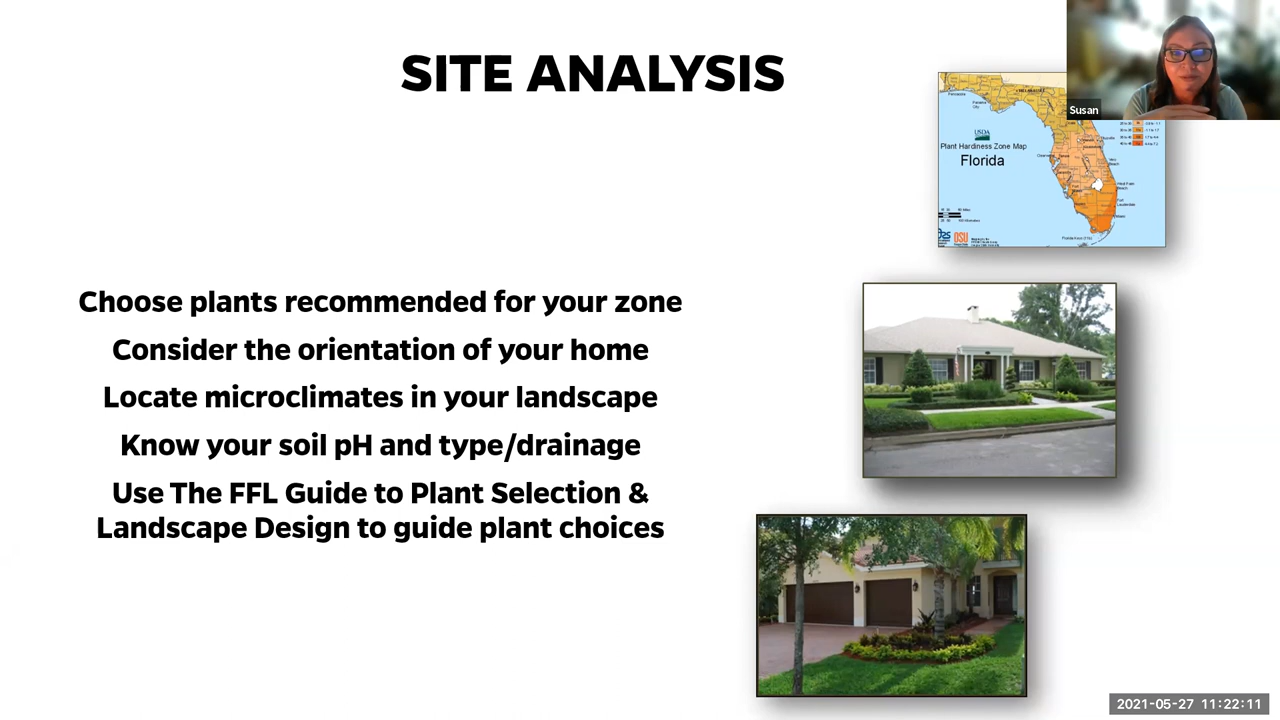 SITE ANALYSIS
Susan
USDA
Plant Hardiness Zone Map
Florida
OSU
Choose plants recommended for your zone
Consider the orientation of your home
Locate microclimates in your landscape
Know your soil pH and type/drainage
Use The FFL Guide to Plant Selection &
Landscape Design to guide plant choices
2021-05-27 11:22:11